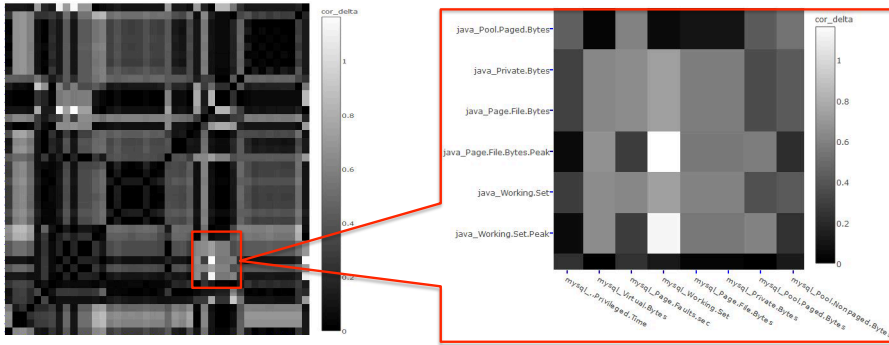 cor_delta
1
0.8
0.6
0.4
0.2
0
java_Pool.Paged.Bytes
java_Private.Bytes
java_Page.File.Bytes
java_Page.File.Bytes.Peak
java_Working.Set
java_Working.Set.Peak
mysql_..Privileged.Time
mysql_Virtual.Bytes
mysql_Page.Faults.sec
mysql_Working.Set
mysql_Page.File.Bytes
mysql_Private.Bytes
mysql_Pool.Paged.Bytes
mysql_Pool.Nonpaged.Bytes
cor_delta
1
0.8
0.6
0.4
0.2
0